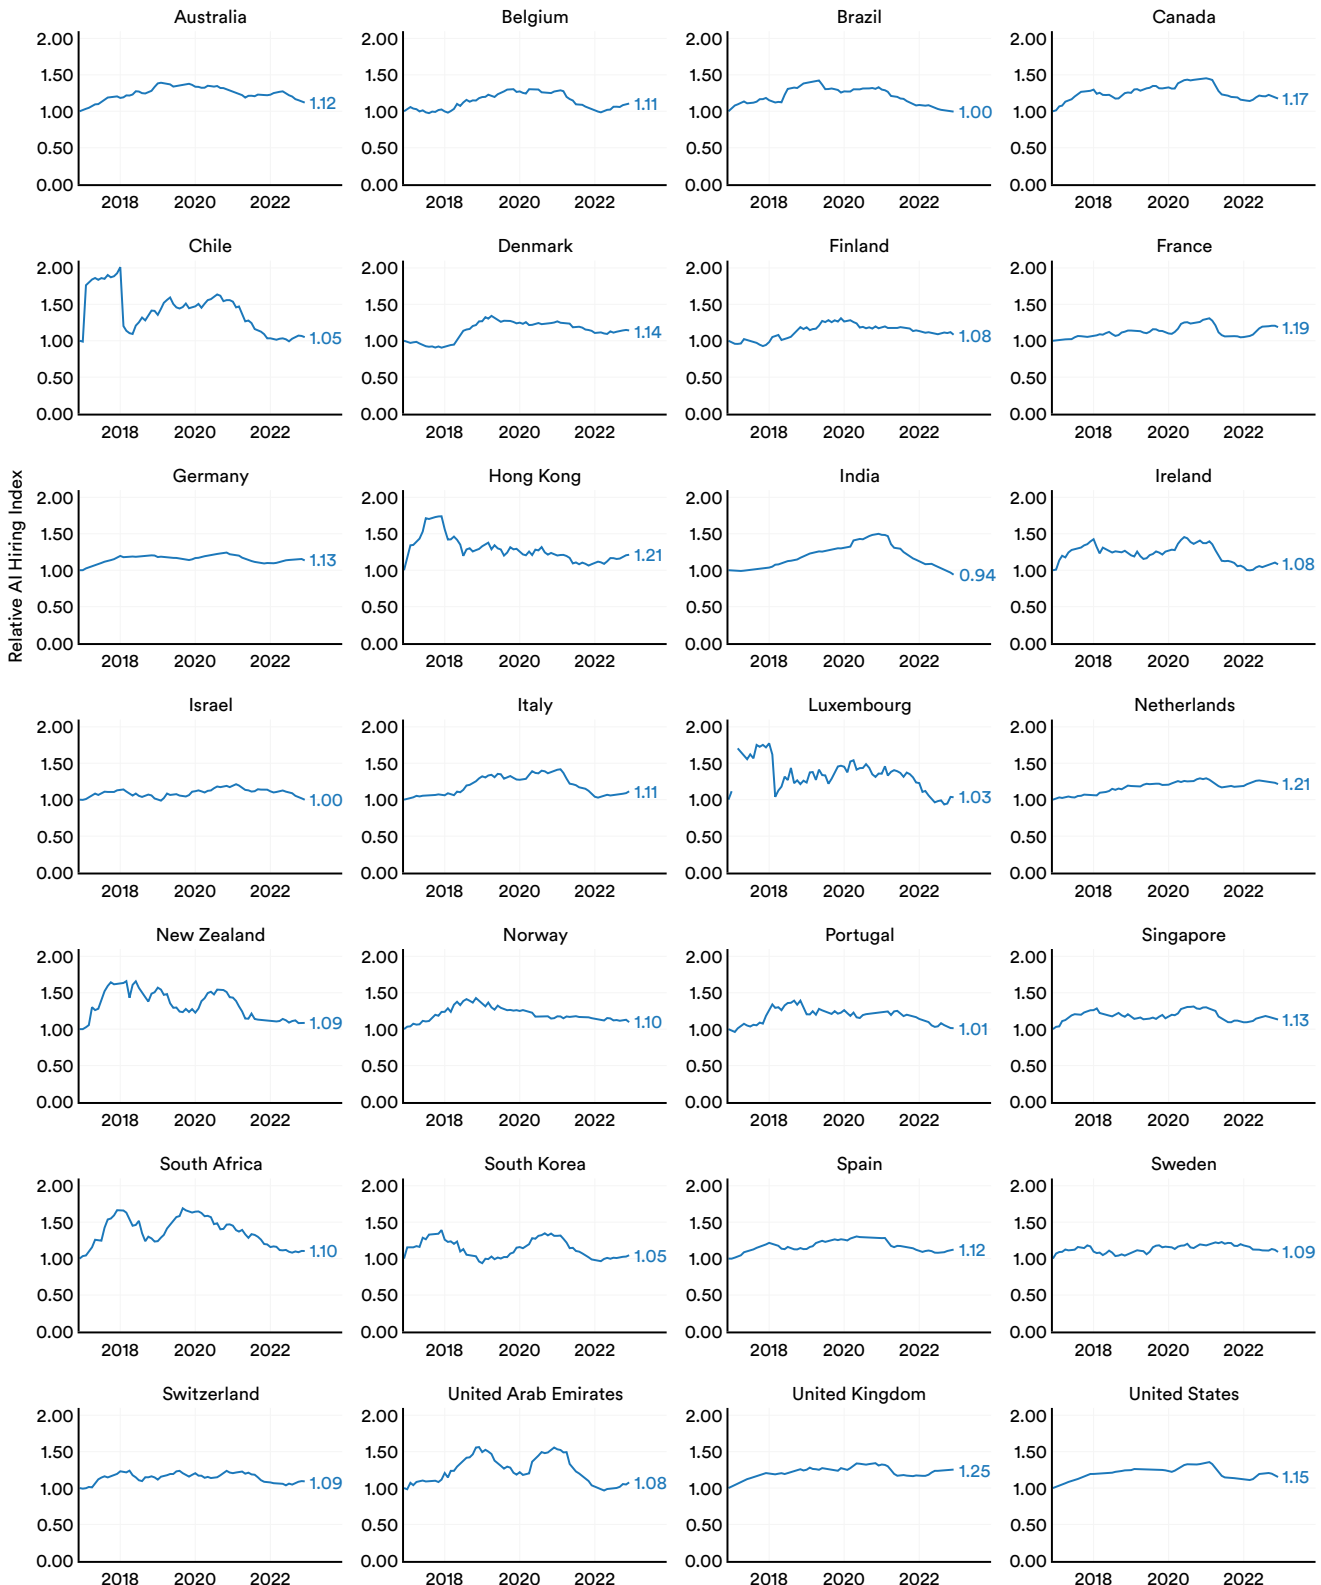 Relative AI Hiring Index
Australia
2.00
1.50
1.00
0.50
0.00
1.12
2018 2020 2022
Belgium
2.00
1.50
1.00
0.50
0.00
1.11
2018 2020 2022
Brazil
2.00
1.50
1.00
0.50
0.00
1.00
2018 2020 2022
Canada
2.00
1.50
1.00
0.50
0.00
1.17
2018 2020 2022
Chile
2.00
1.50
1.00
0.50
0.00
1.05
2018 2020 2022
Denmark
2.00
1.50
1.00
0.50
0.00
1.14
2018 2020 2022
Finland
2.00
1.50
1.00
0.50
0.00
1.08
2018 2020 2022
France
2.00
1.50
1.00
0.50
0.00
1.19
2018 2020 2022
Germany
2.00
1.50
1.00
0.50
0.00
1.13
2018 2020 2022
Hong Kong
2.00
1.50
1.00
0.50
0.00
1.21
2018 2020 2022
India
2.00
1.50
1.00
0.50
0.00
0.94
2018 2020 2022
Ireland
2.00
1.50
1.00
0.50
0.00
1.08
2018 2020 2022
Israel
2.00
1.50
1.00
0.50
0.00
1.00
2018 2020 2022
Italy
2.00
1.50
1.00
0.50
0.00
1.11
2018 2020 2022
Luxembourg
2.00
1.50
1.00
0.50
0.00
1.03
2018 2020 2022
Netherlands
2.00
1.50
1.00
0.50
0.00
1.21
2018 2020 2022
New Zealand
2.00
1.50
1.00
0.50
0.00
1.09
2018 2020 2022
Norway
2.00
1.50
1.00
0.50
0.00
1.10
2018 2020 2022
Portugal
2.00
1.50
1.00
0.50
0.00
1.01
2018 2020 2022
Singapore
2.00
1.50
1.00
0.50
0.00
1.13
2018 2020 2022
South Africa
2.00
1.50
1.00
0.50
0.00
1.10
2018 2020 2022
South Korea
2.00
1.50
1.00
0.50
0.00
1.05
2018 2020 2022
Spain
2.00
1.50
1.00
0.50
0.00
1.12
2018 2020 2022
Sweden
2.00
1.50
1.00
0.50
0.00
1.09
2018 2020 2022
Switzerland
2.00
1.50
1.00
0.50
0.00
1.09
2018 2020 2022
United Arab Emirates
2.00
1.50
1.00
0.50
0.00
1.08
2018 2020 2022
United Kingdom
2.00
1.50
1.00
0.50
0.00
1.25
2018 2020 2022
United States
2.00
1.50
1.00
0.50
0.00
1.15
2018 2020 2022